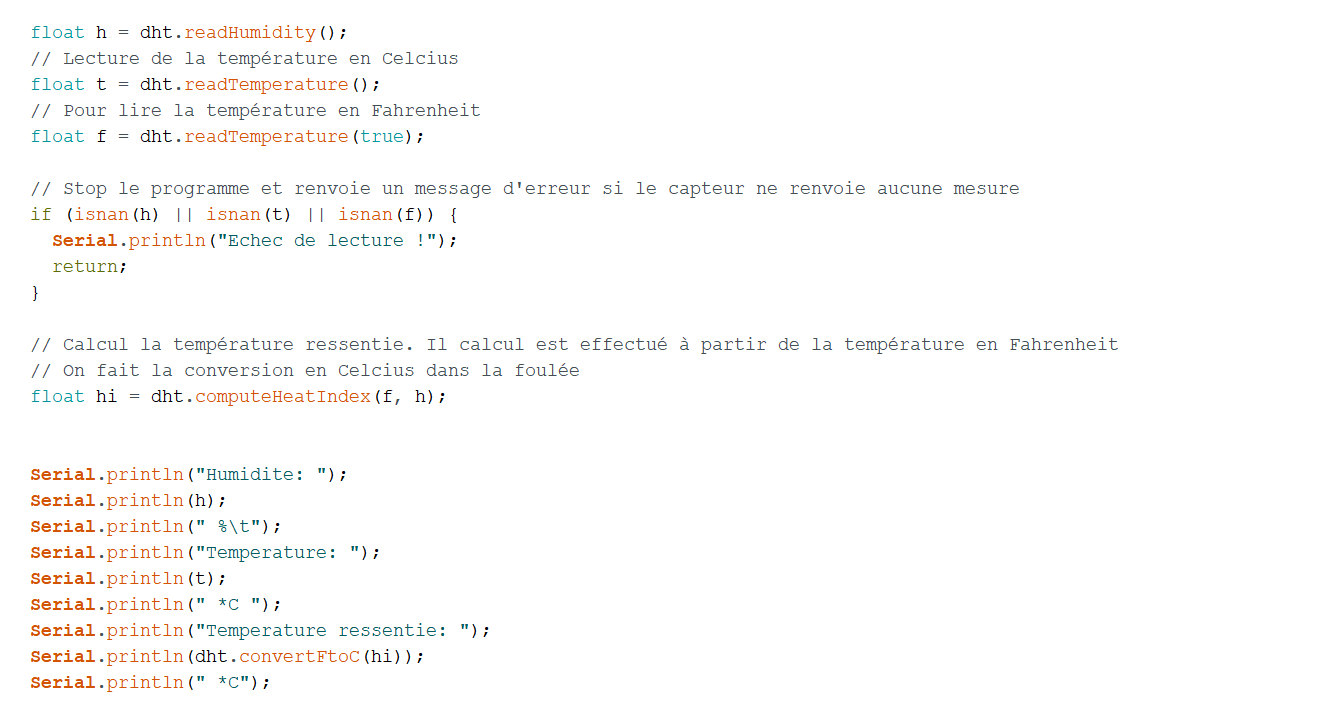 float h = dht.readHumidity();
// Lecture de la température en Celcius
float t = dht.readTemperature();
// Pour lire la température en Fahrenheit
float f = dht.readTemperature(true);
// Stop le programme et renvoie un message d'erreur si le capteur ne renvoie aucune mesure
if (isnan(h) || isnan(t) || isnan(f)) {
  Serial.println("Echec de lecture !");
  return;
}
// Calcul la température ressentie. Il calcul est effectué à partir de la température en Fahrenheit
// On fait la conversion en Celcius dans la foulée
float hi = dht.computeHeatIndex(f, h);
Serial.println("Humidite: ");
Serial.println(h);
Serial.println(" %\t");
Serial.println("Temperature: ");
Serial.println(t);
Serial.println(" *C ");
Serial.println("Temperature ressentie: ");
Serial.println(dht.convertFtoC(hi));
Serial.println(" *C");